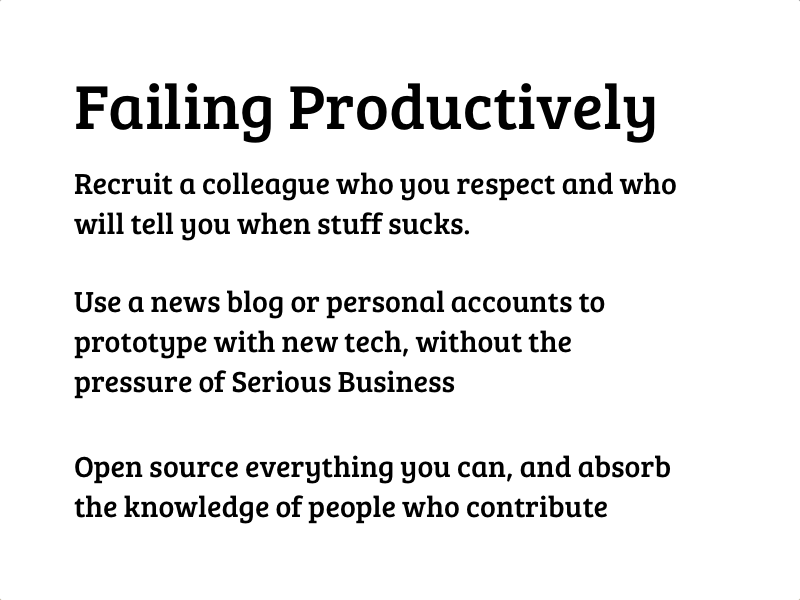 Failing Productively
Recruit a colleague who you respect and who
will tell you when stuff sucks.
Use a news blog or personal accounts to
prototype with new tech, without the
pressure of Serious Business
Open source everything you can, and absorb
the knowledge of people who contribute